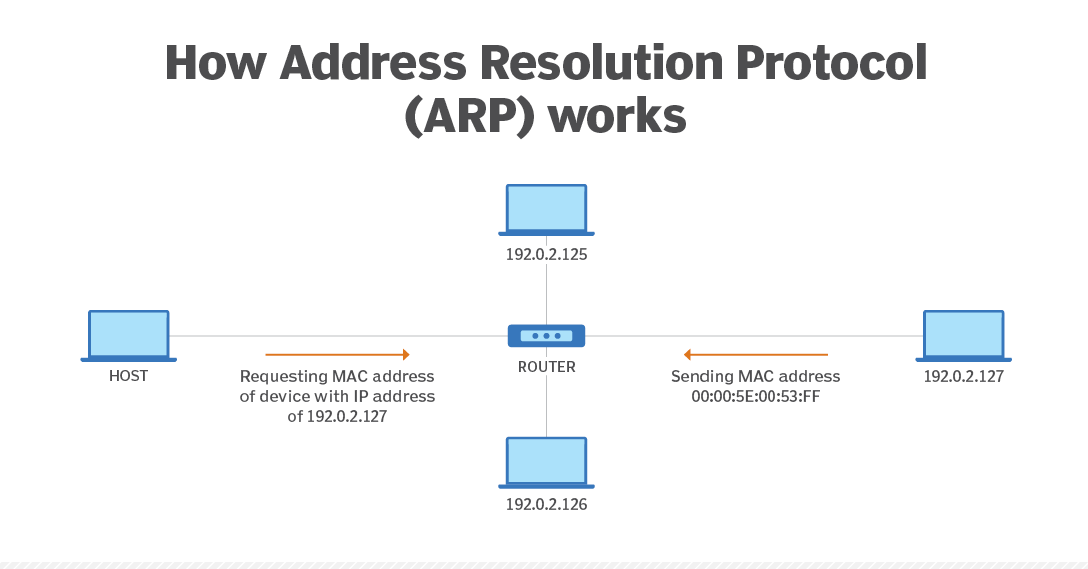 How Address Resolution Protocol
(ARP) works
192.0.2.125
HOST
Requesting MAC address
of device with IP address
of 192.0.2.127
ROUTER
Sending MAC address
00:00:5E:00:53:FF
192.0.2.127
192.0.2.126